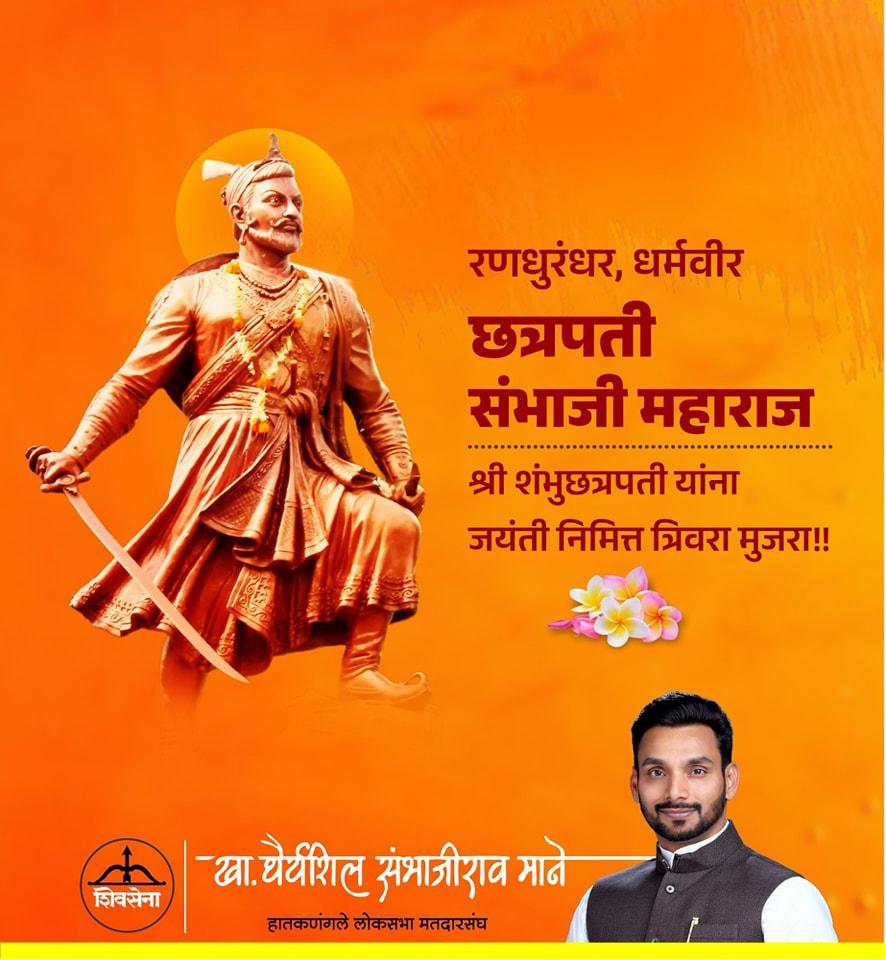 रणधुरंधर, धर्मवीर
छत्रपती
संभाजी महाराज
श्री शंभुछत्रपती यांना
जयंती निमित्त त्रिवरा मुजरा!!
शिवसेना
खा. धैर्यशिल संभाजीराव माने
हातकणंगले लोकसभा मतदारसंघ